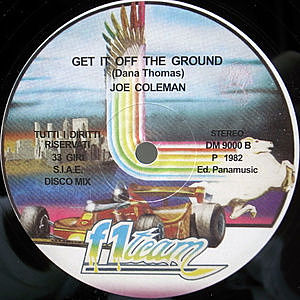 GET IT OFF THE GROUND
(Dana Thomas)
JOE COLEMAN
TUTTI I DIRITTI
RISERVATI
33 GIRI
S.I.A.E.
DISCO MIX
STEREO
DM 9000 B
P 1982
Ed. Panamusic
f1 team